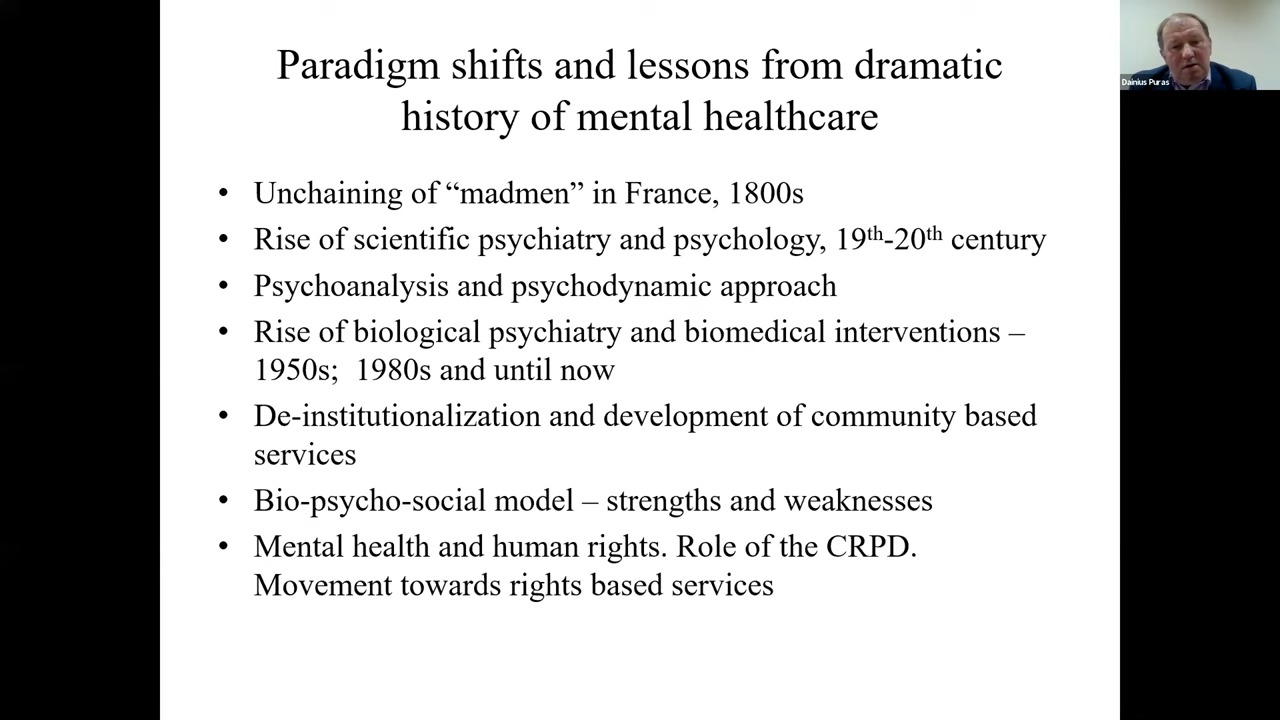 Paradigm shifts and lessons from dramatic
history of mental healthcare
• Unchaining of “madmen” in France, 1800s
• Rise of scientific psychiatry and psychology, 19th-20th century
• Psychoanalysis and psychodynamic approach
• Rise of biological psychiatry and biomedical interventions –
1950s;  1980s and until now
• De-institutionalization and development of community based
services
• Bio-psycho-social model – strengths and weaknesses
• Mental health and human rights. Role of the CRPD.
Movement towards rights based services
Dainius Puras